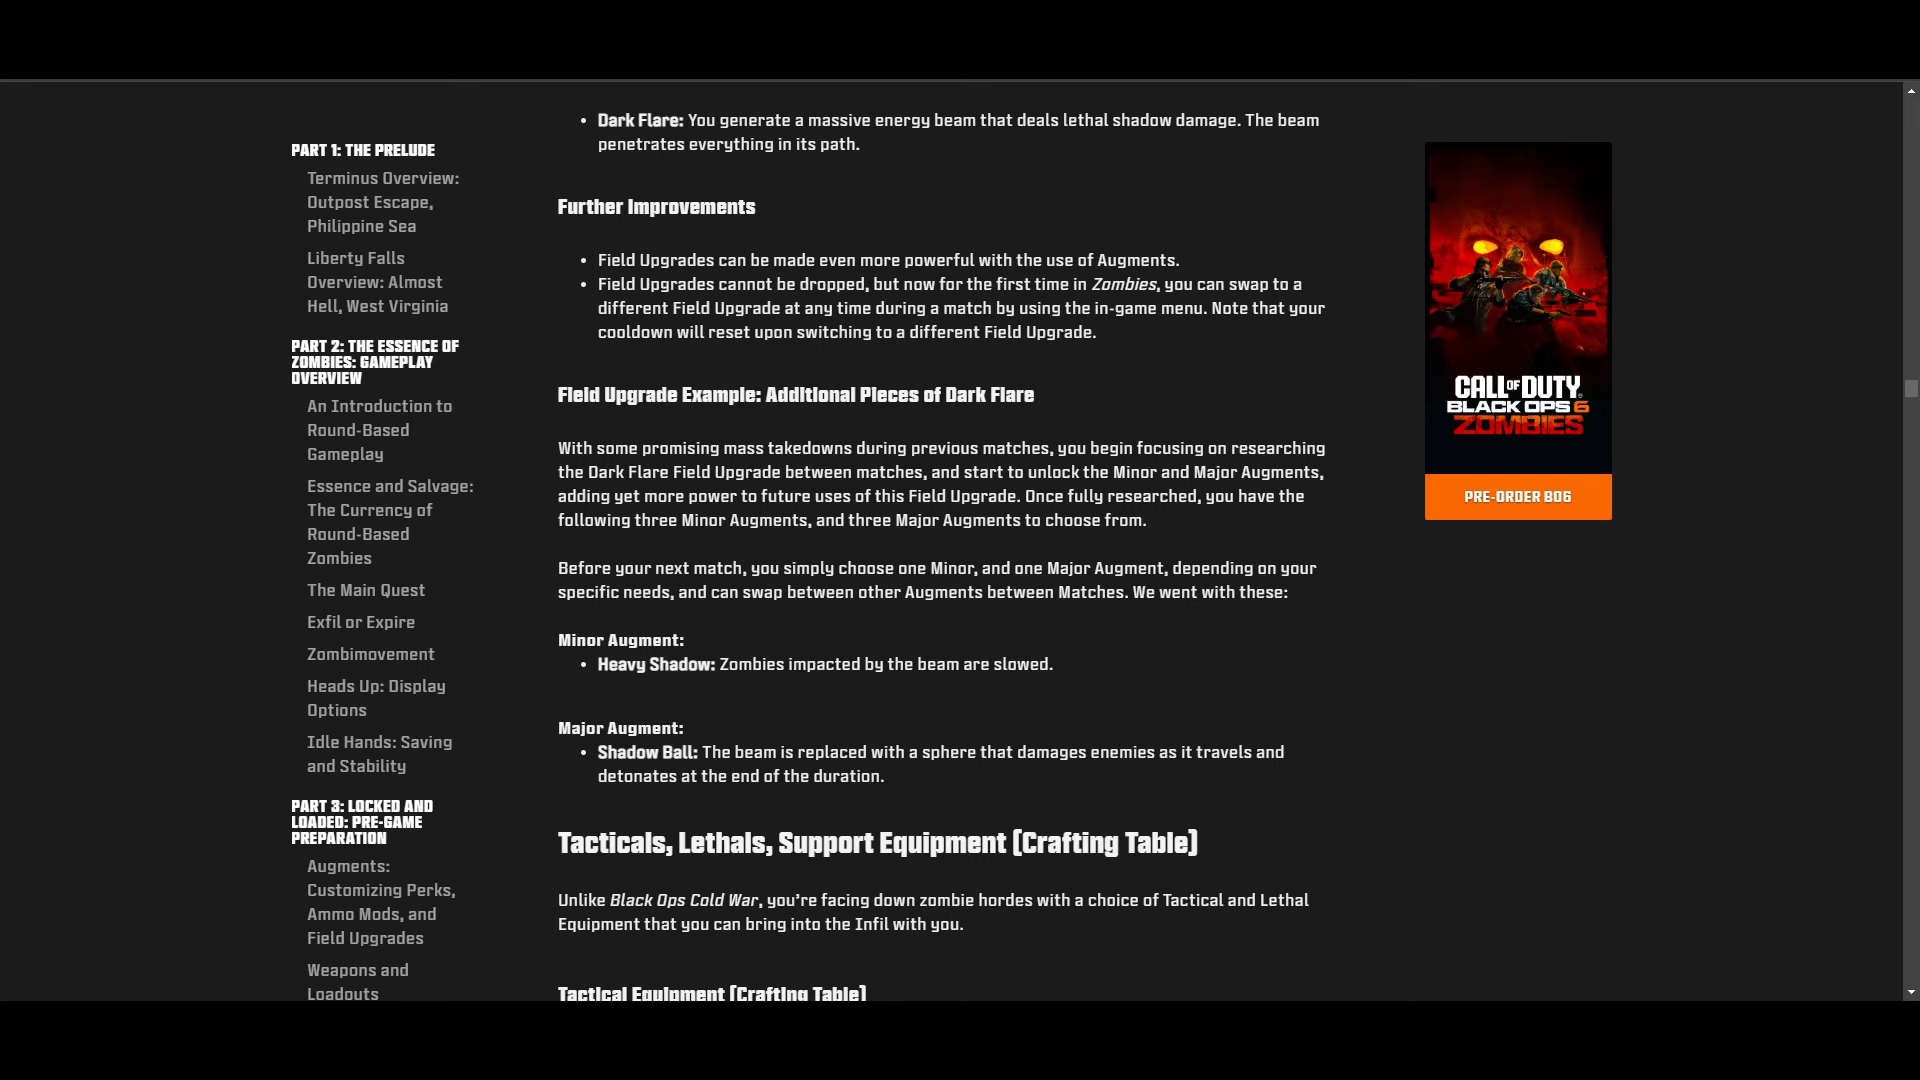 PART 1: THE PRELUDE
Terminus Overview:
Outpost Escape,
Philippine Sea
Liberty Falls
Overview: Almost
Hell, West Virginia
PART 2: THE ESSENCE OF
ZOMBIES: GAMEPLAY
OVERVIEW
An Introduction to
Round-Based
Gameplay
Essence and Salvage:
The Currency of
Round-Based
Zombies
The Main Quest
Exfil or Expire
Zombimovement
Heads Up: Display
Options
Idle Hands: Saving
and Stability
PART 3: LOCKED AND
LOADED: PRE-GAME
PREPARATION
Augments:
Customizing Perks,
Ammo Mods, and
Field Upgrades
Weapons and
Loadouts
• Dark Flare: You generate a massive energy beam that deals lethal shadow damage. The beam
penetrates everything in its path.
Further Improvements
• Field Upgrades can be made even more powerful with the use of Augments.
• Field Upgrades cannot be dropped, but now for the first time in Zombies, you can swap to a
different Field Upgrade at any time during a match by using the in-game menu. Note that your
cooldown will reset upon switching to a different Field Upgrade.
Field Upgrade Example: Additional Pieces of Dark Flare
With some promising mass takedowns during previous matches, you begin focusing on researching
the Dark Flare Field Upgrade between matches, and start to unlock the Minor and Major Augments,
adding yet more power to future uses of this Field Upgrade. Once fully researched, you have the
following three Minor Augments, and three Major Augments to choose from.
Before your next match, you simply choose one Minor, and one Major Augment, depending on your
specific needs, and can swap between other Augments between Matches. We went with these:
Minor Augment:
• Heavy Shadow: Zombies impacted by the beam are slowed.
Major Augment:
• Shadow Ball: The beam is replaced with a sphere that damages enemies as it travels and
detonates at the end of the duration.
Tacticals, Lethals, Support Equipment (Crafting Table)
Unlike Black Ops Cold War, you're facing down zombie hordes with a choice of Tactical and Lethal
Equipment that you can bring into the Infil with you.
Tactical Equipment (Crafting Table)
CALL OF DUTY
BLACK OPS 6
ZOMBIES
PRE-ORDER BO6